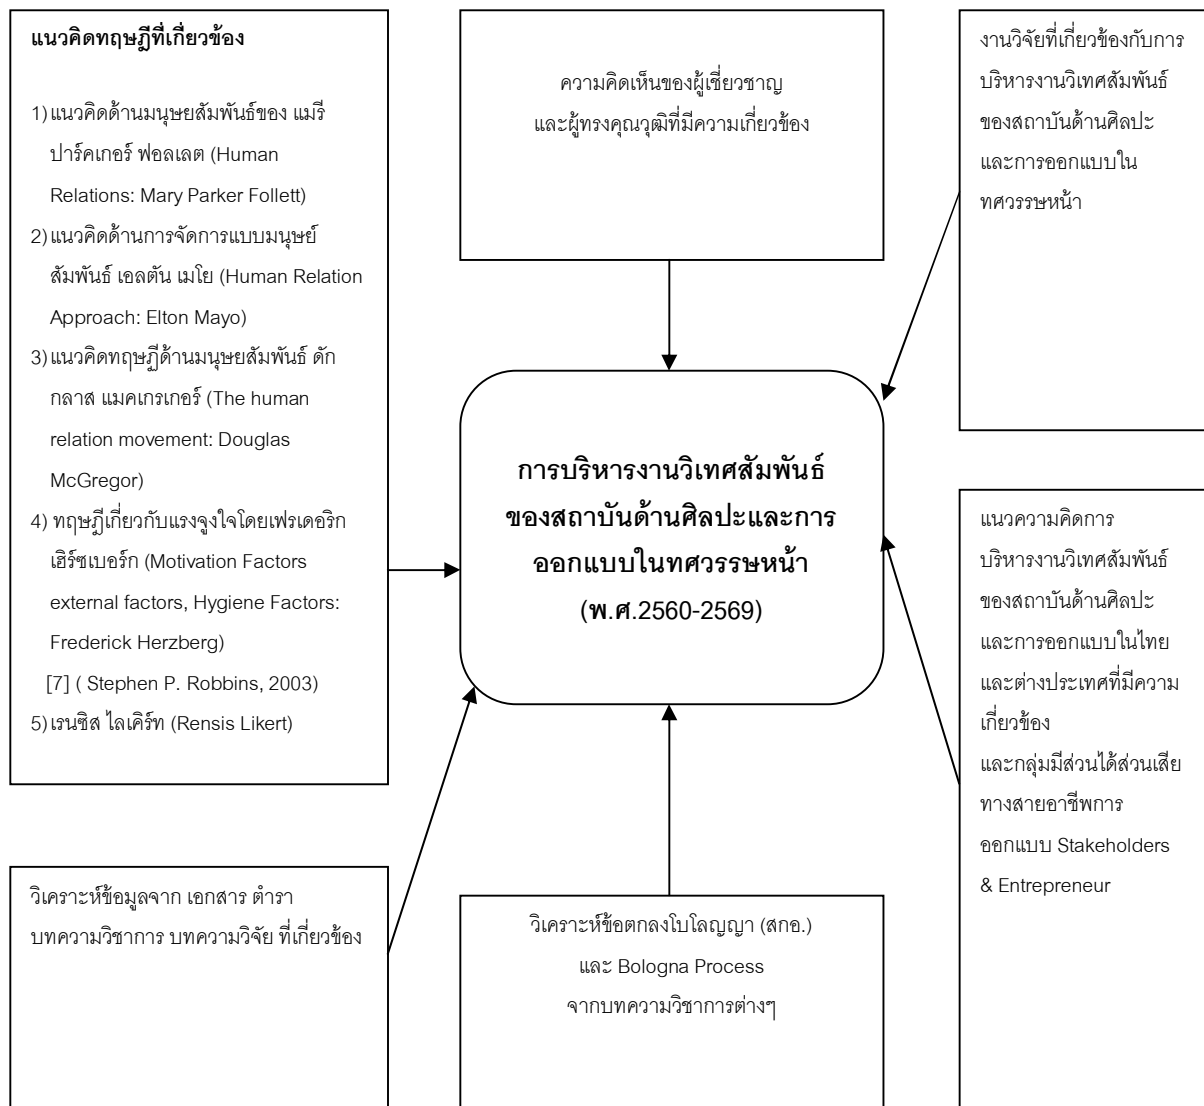 แนวคิดทฤษฎีที่เกี่ยวข้อง
1)แนวคิดด้านมนุษยสัมพันธ์ของ แมรี
ปาร์คเกอร์ ฟอลเลต (Human
Relations: Mary Parker Follett)
2)แนวคิดด้านการจัดการแบบมนุษย์
สัมพันธ์ เอลตัน เมโย (Human Relation
Approach: Elton Mayo)
3)แนวคิดทฤษฏีด้านมนุษยสัมพันธ์ ดัก
กลาส แมคเกรเกอร์ (The human
relation movement: Douglas
McGregor)
4) ทฤษฎีเกี่ยวกับแรงจูงใจโดยเฟรเดอริก
เฮิร์ซเบอร์ก (Motivation Factors
external factors, Hygiene Factors:
Frederick Herzberg)
[7] ( Stephen P. Robbins, 2003)
5)เรนซิส ไลเคิร์ท (Rensis Likert)
ความคิดเห็นของผู้เชี่ยวชาญ
และผู้ทรงคุณวุฒิที่มีความเกี่ยวข้อง
งานวิจัยที่เกี่ยวข้องกับการ
บริหารงานวิเทศสัมพันธ์
ของสถาบันด้านศิลปะ
และการออกแบบใน
ทศวรรษหน้า
การบริหารงานวิเทศสัมพันธ์
ของสถาบันด้านศิลปะและการ
ออกแบบในทศวรรษหน้า
(พ.ศ.2560-2569)
แนวความคิดการ
บริหารงานวิเทศสัมพันธ์
ของสถาบันด้านศิลปะ
และการออกแบบในไทย
และต่างประเทศที่มีความ
เกี่ยวข้อง
และกลุ่มมีส่วนได้ส่วนเสีย
ทางสายอาชีพการ
ออกแบบ Stakeholders
& Entrepreneur
วิเคราะห์ข้อมูลจาก เอกสาร ตำรา
บทความวิชาการ บทความวิจัย ที่เกี่ยวข้อง
วิเคราะห์ข้อตกลงโบโลญญา (สกอ.)
และ Bologna Process
จากบทความวิชาการต่างๆ